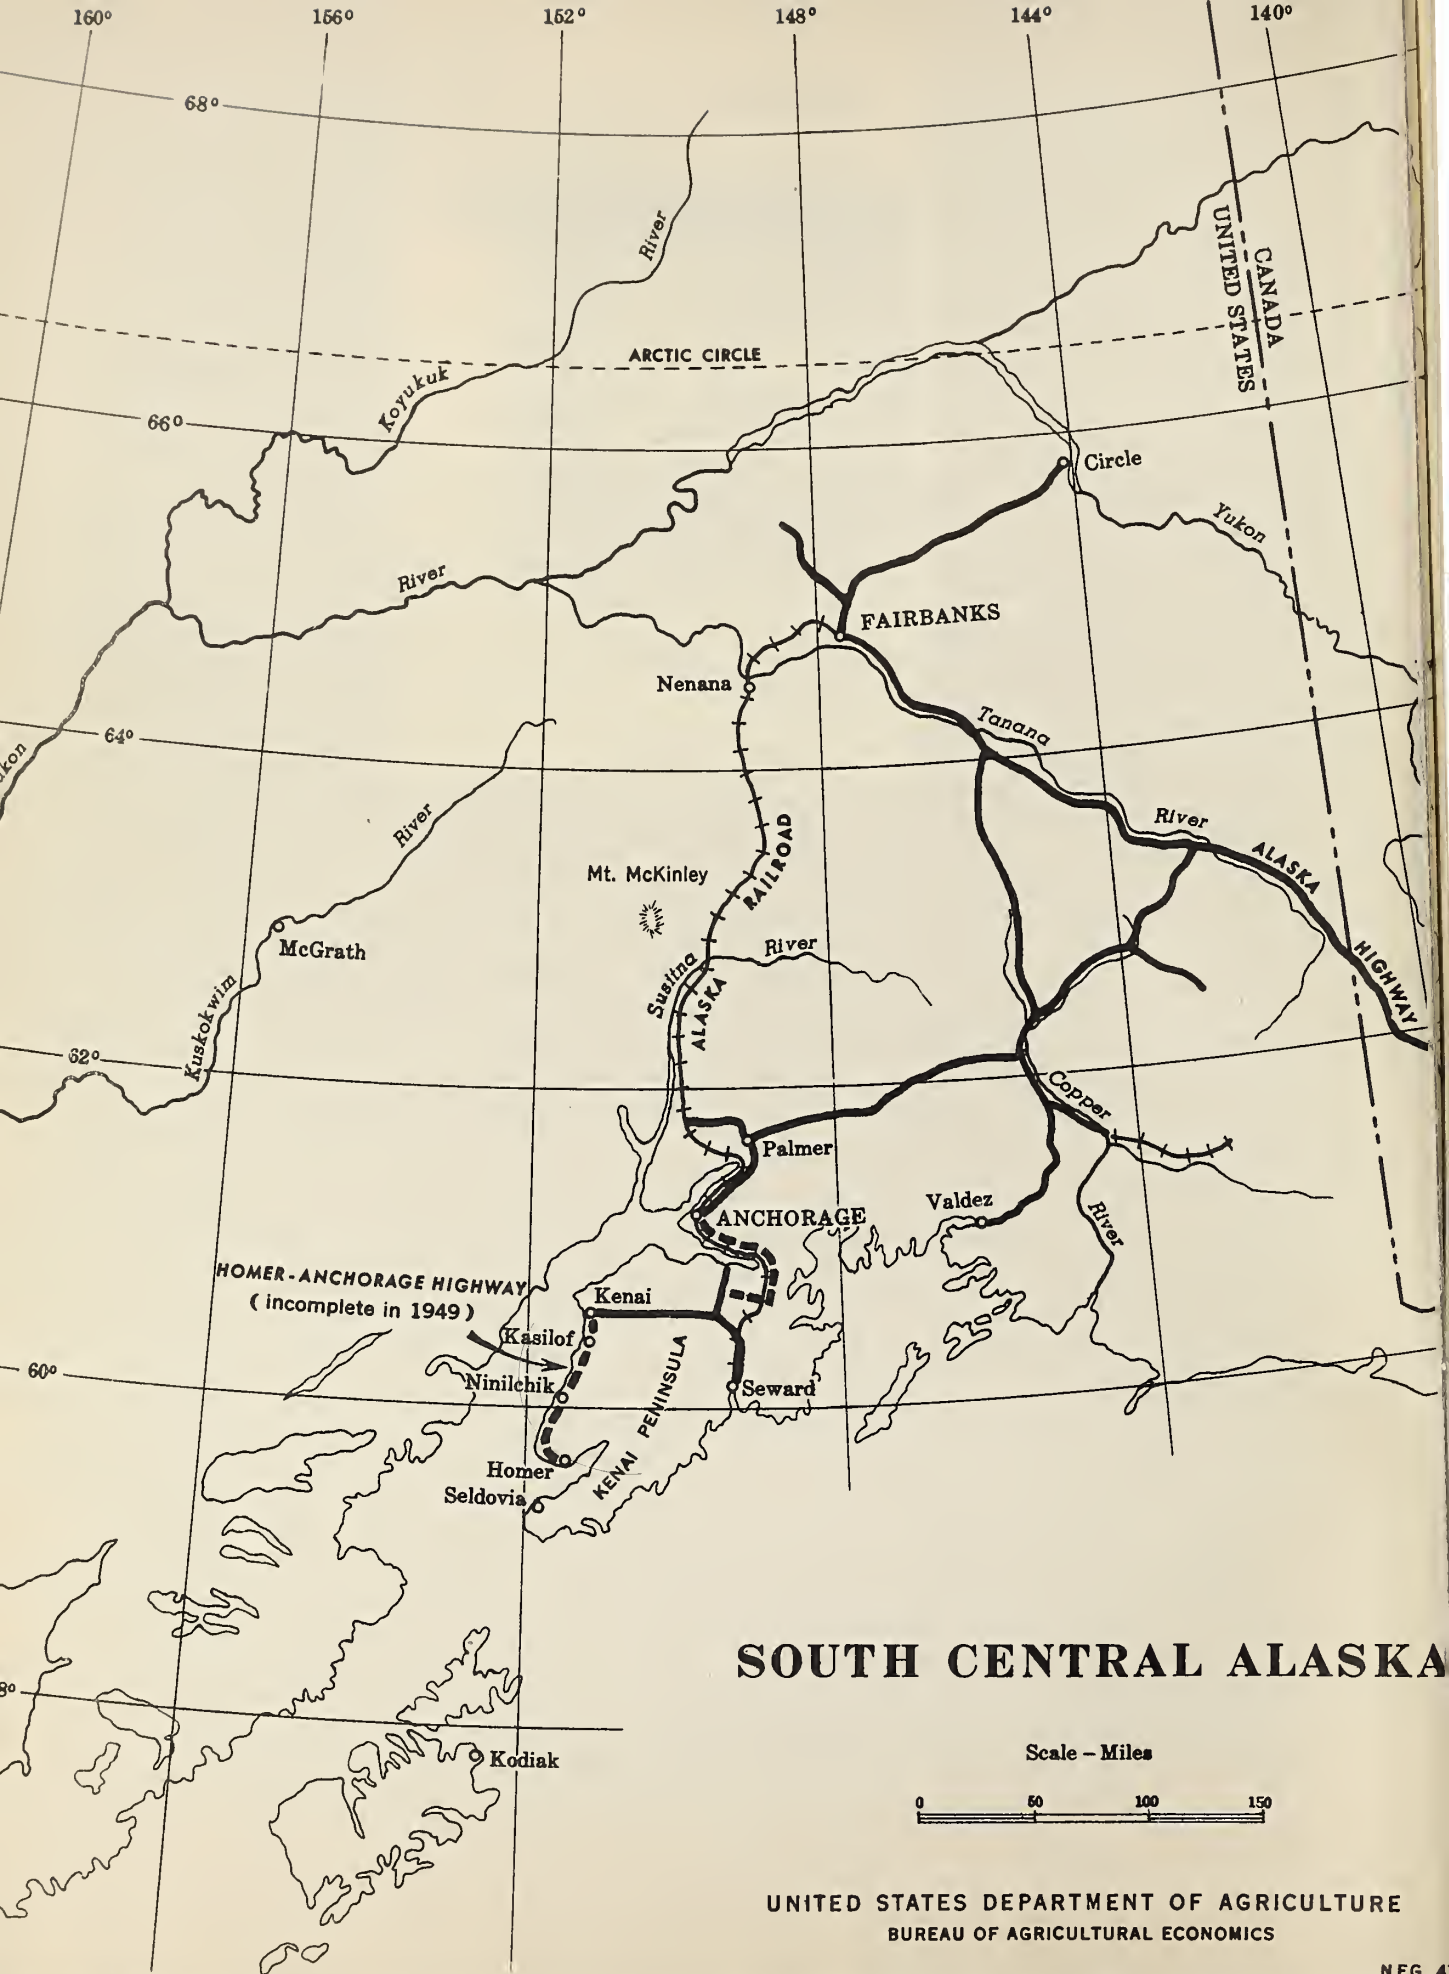 160° 156° 152° 148° 144° 140°
68°
River
UNITED STATES
CANADA
ARCTIC CIRCLE
Koyukuk
66°
Circle
Yukon
River
FAIRBANKS
Nenana
Tanana
64°
River
River
ALASKA
RAILROAD
Mt. McKinley
McGrath
River
HIGHWAY
Susitna
ALASKA
Kuskokwim
62°
Copper
Palmer
Valdez
ANCHORAGE
River
HOMER-ANCHORAGE HIGHWAY
( incomplete in 1949 )
Kenai
Kasilof
KENAI PENINSULA
60°
Ninilchik
Seward
Homer
Seldovia
SOUTH CENTRAL ALASKA
Kodiak
Scale – Miles
0 50 100 150
UNITED STATES DEPARTMENT OF AGRICULTURE
BUREAU OF AGRICULTURAL ECONOMICS